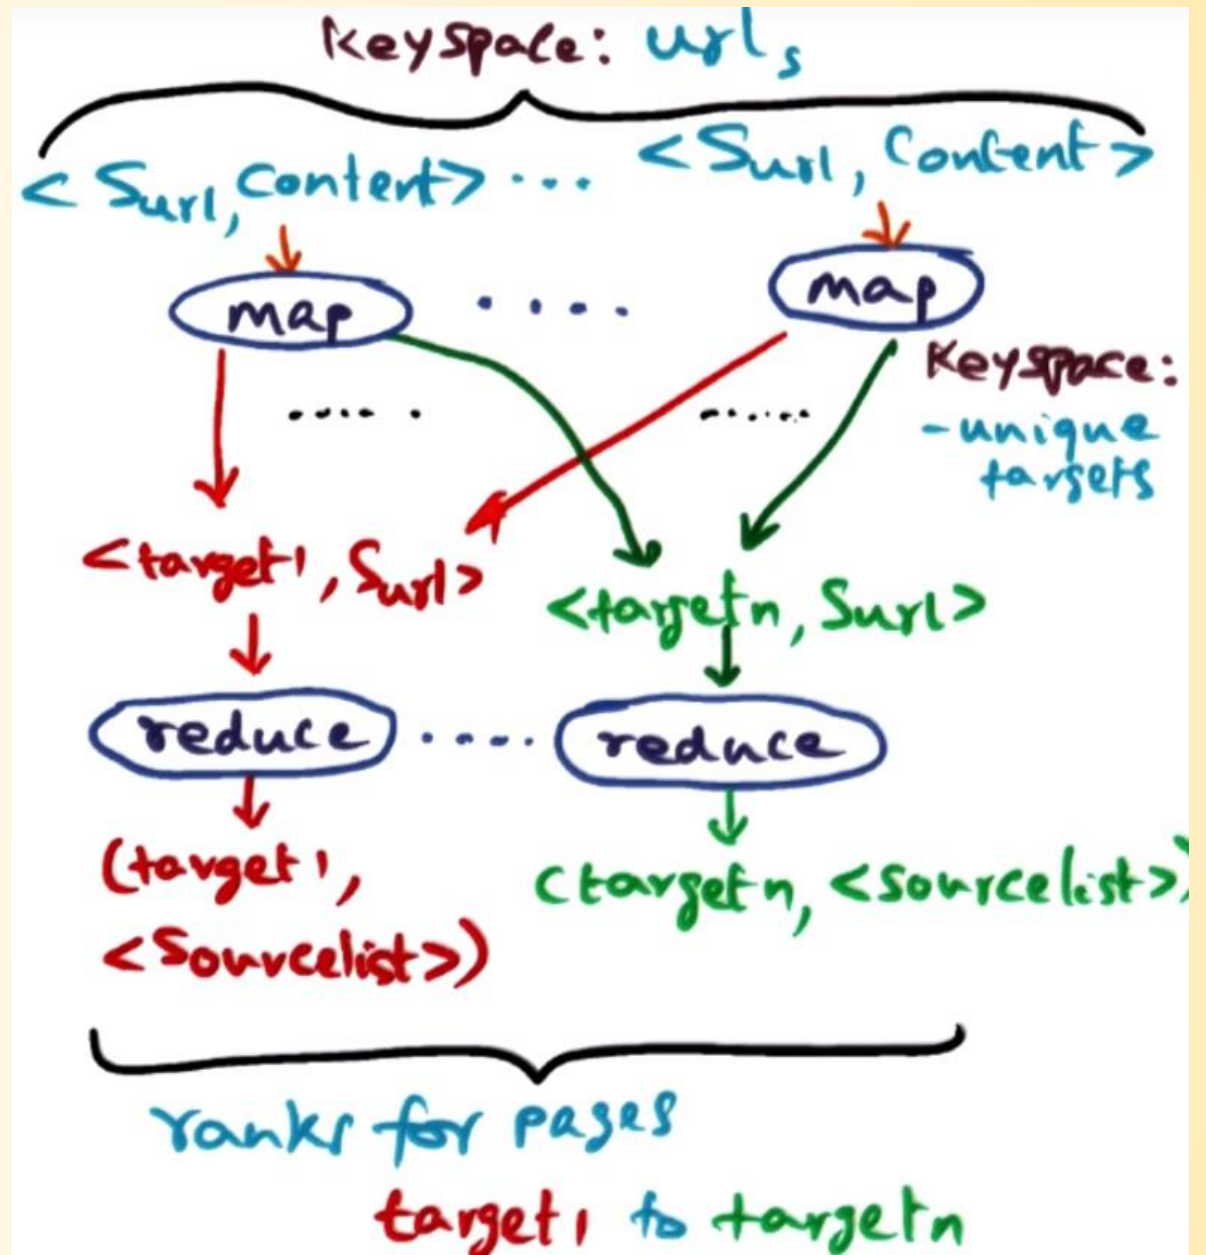 Keyspace: urls
<Surl, Content> ... <Surl, Content>
map .... map
Keyspace:
-unique
targets
<target1, Surl>
<targetn, Surl>
reduce .... reduce
(target1,
<Sourcelist>)
(targetn, <sourcelist>)
ranks for pages
target1 to targetn